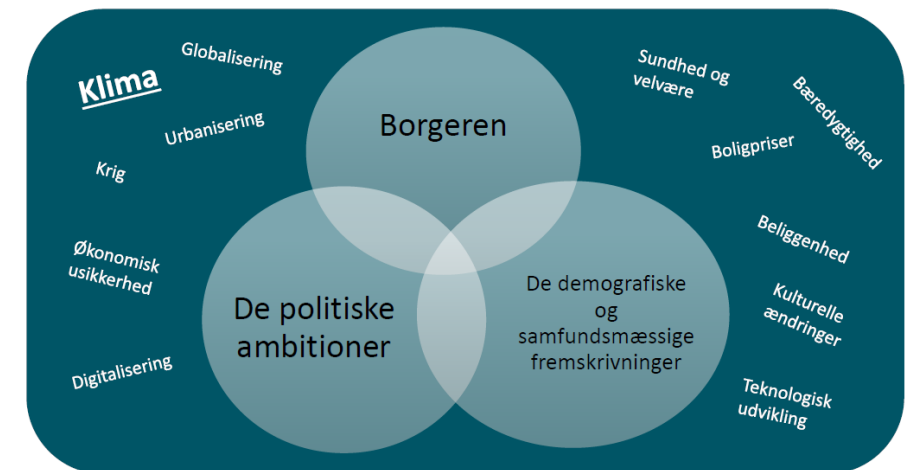 Globalisering
Klima
Urbanisering
Krig
Økonomisk
usikkerhed
Digitalisering
Borgeren
De politiske
ambitioner
De demografiske
og
samfundsmæssige
fremskrivninger
Sundhed og
velvære
Bæredygtighed
Boligpriser
Beliggenhed
Kulturelle
ændringer
Teknologisk
udvikling